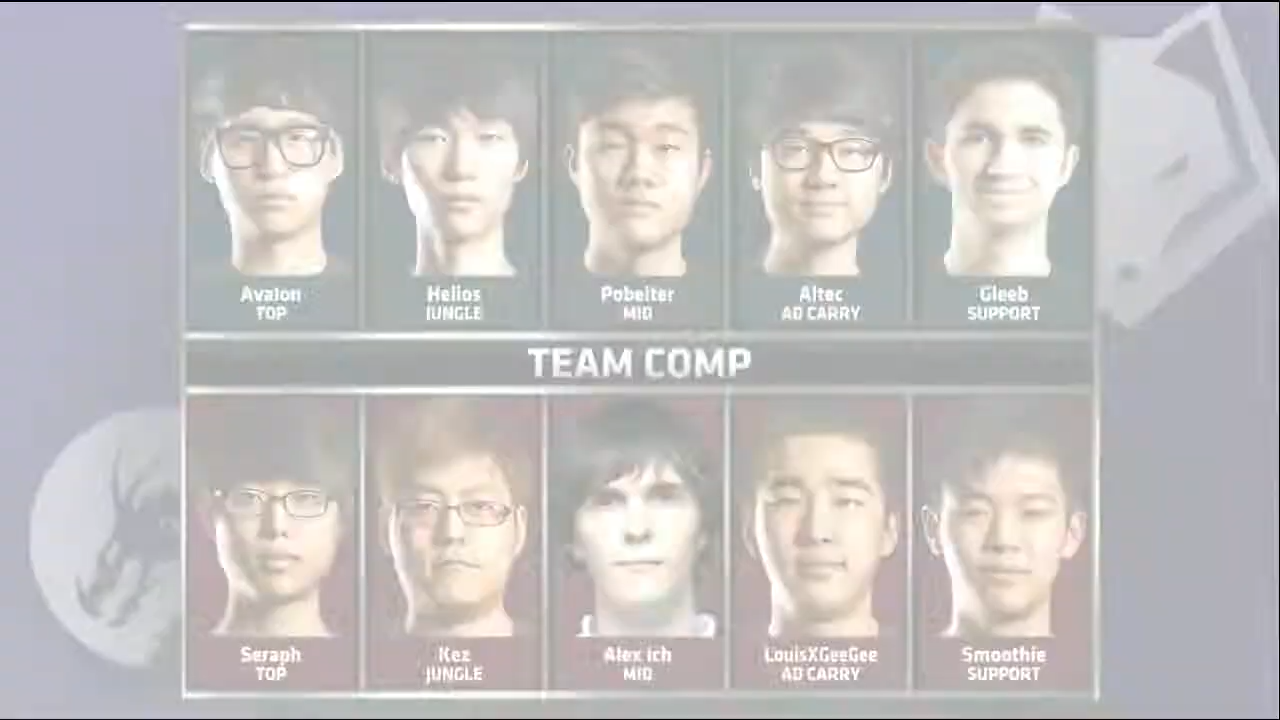 Avalon
TOP
Helios
JUNGLE
Pobelter
MID
Altec
AD CARRY
Gleeb
SUPPORT
TEAM COMP
Seraph
TOP
Kez
JUNGLE
Alex Ich
MID
LouisXGeeGee
AD CARRY
Smoothie
SUPPORT